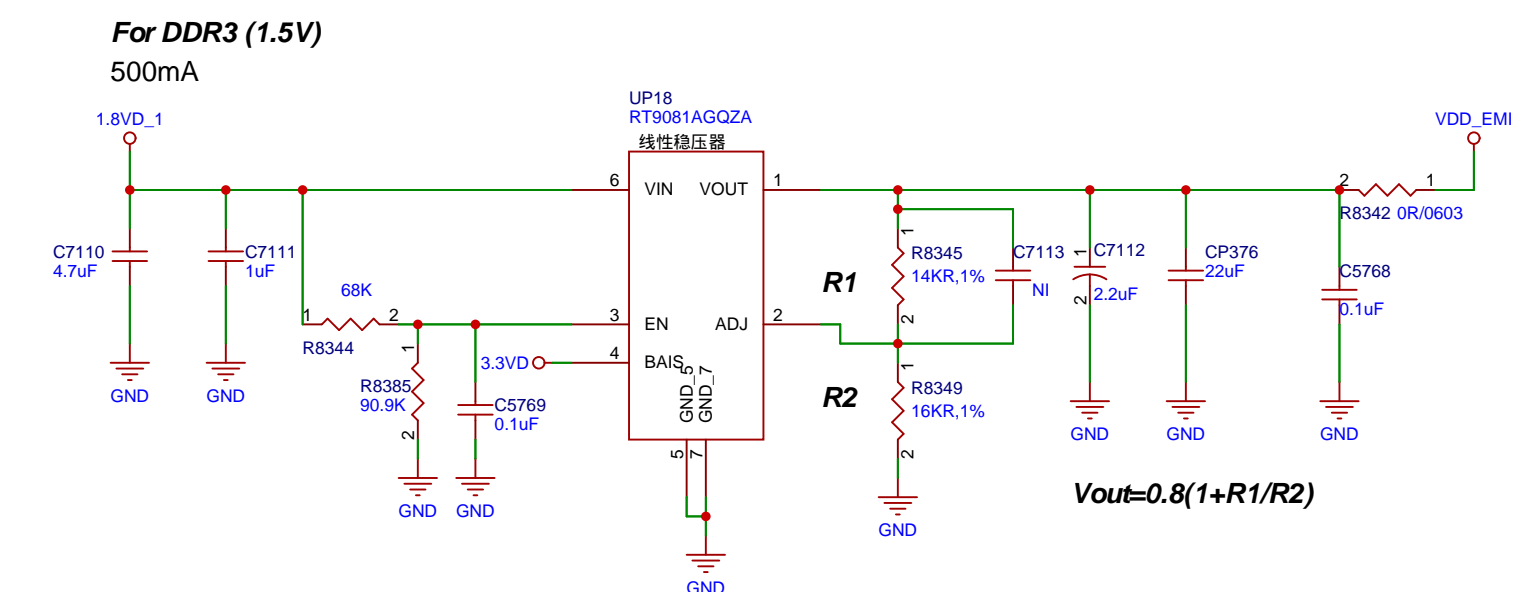 For DDR3 (1.5V)
500mA
UP18
RT9081AGQZA
线性稳压器
1.8VD_1
VDD_EMI
6
VIN
VOUT
1
2
1
R8342
0R/0603
C7110
4.7uF
C7111
1uF
1
R8345
14KR,1%
2
R1
C7113
NI
1
C7112
2.2uF
2
CP376
22uF
C5768
0.1uF
68K
1
2
R8344
3
EN
ADJ
2
3.3VD
4
BAIS
GND_5
GND_7
5
7
1
R8385
90.9K
2
C5769
0.1uF
R2
1
R8349
16KR,1%
2
GND
GND
GND
GND
GND
GND
GND
GND
GND
Vout=0.8(1+R1/R2)